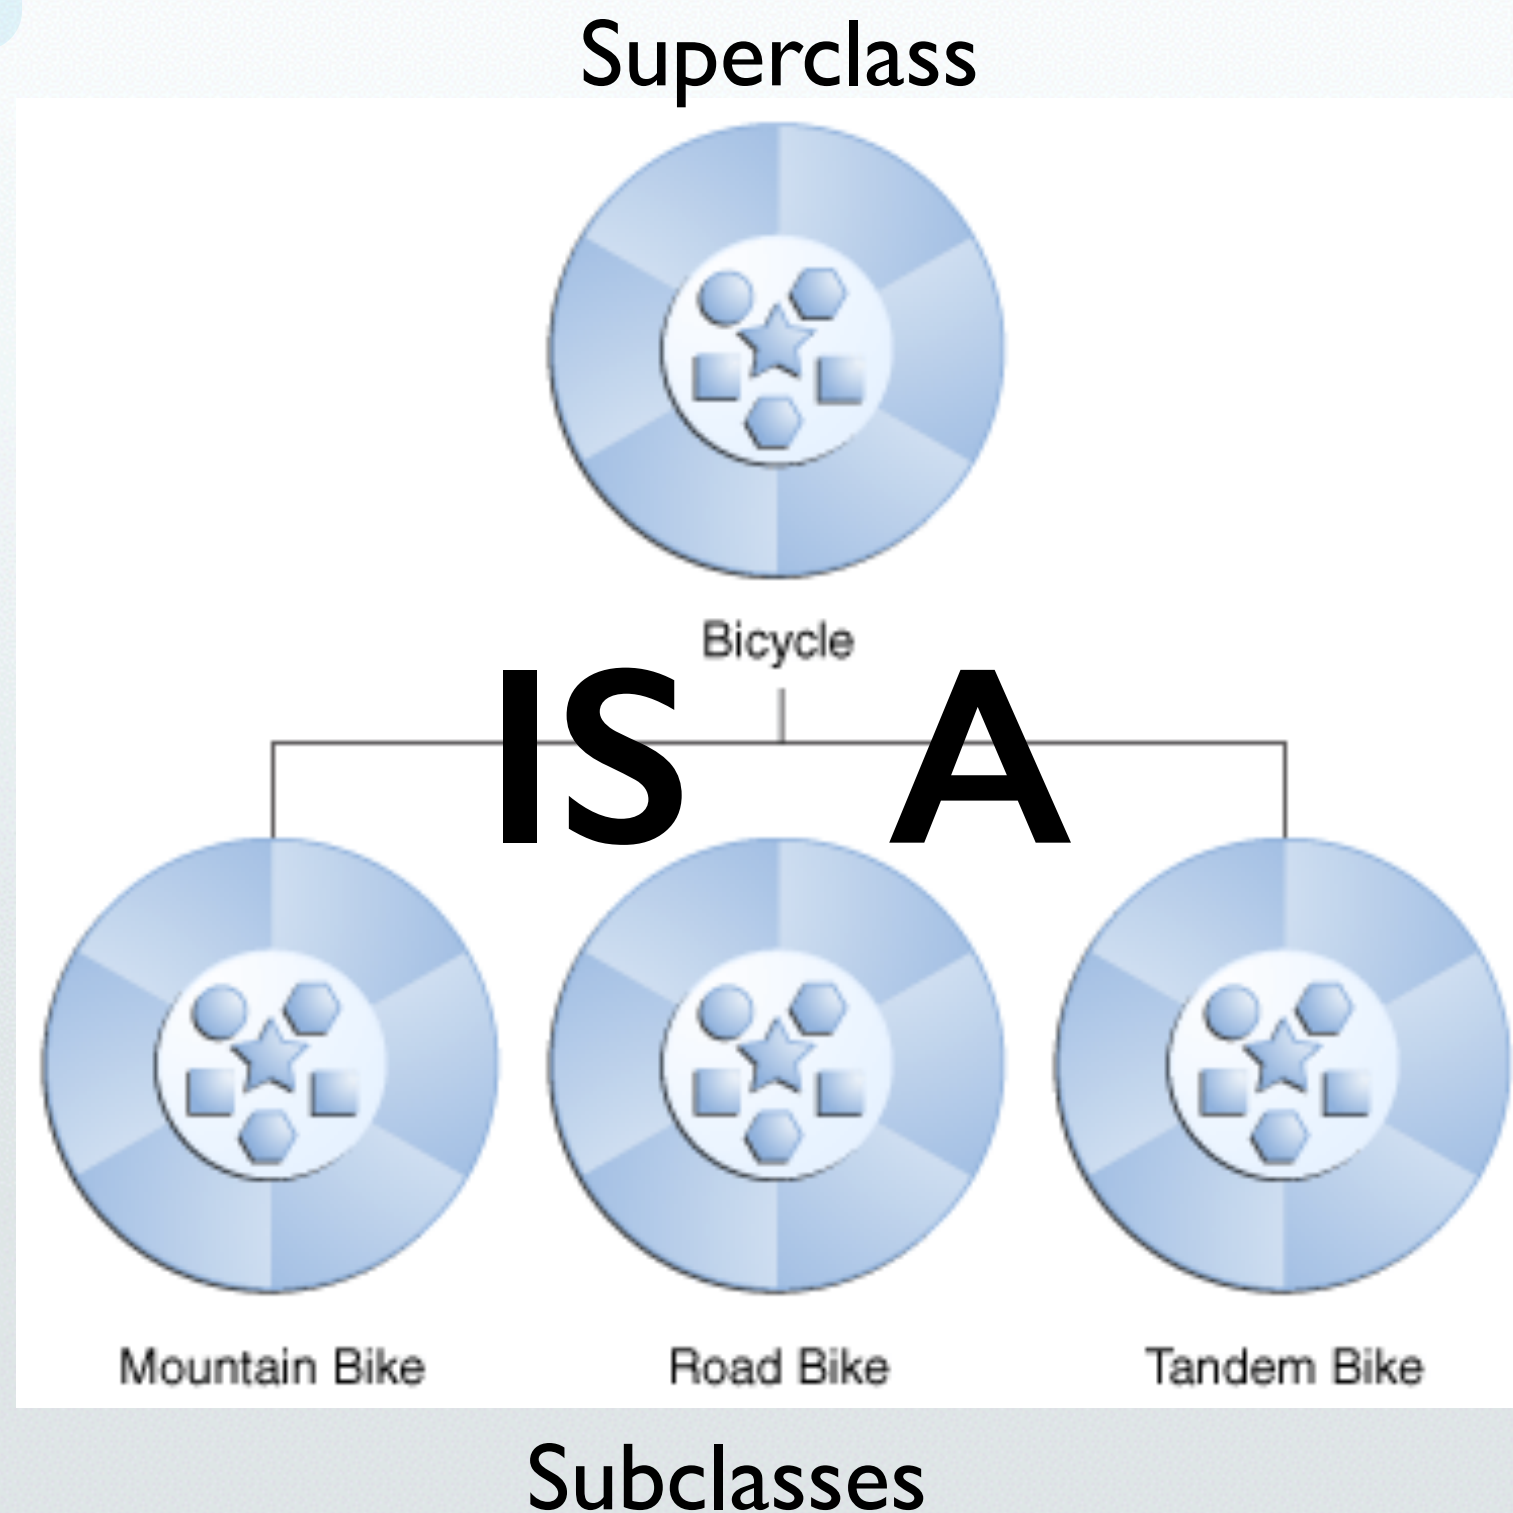 Superclass
Bicycle
IS A
Mountain Bike
Road Bike
Tandem Bike
Subclasses